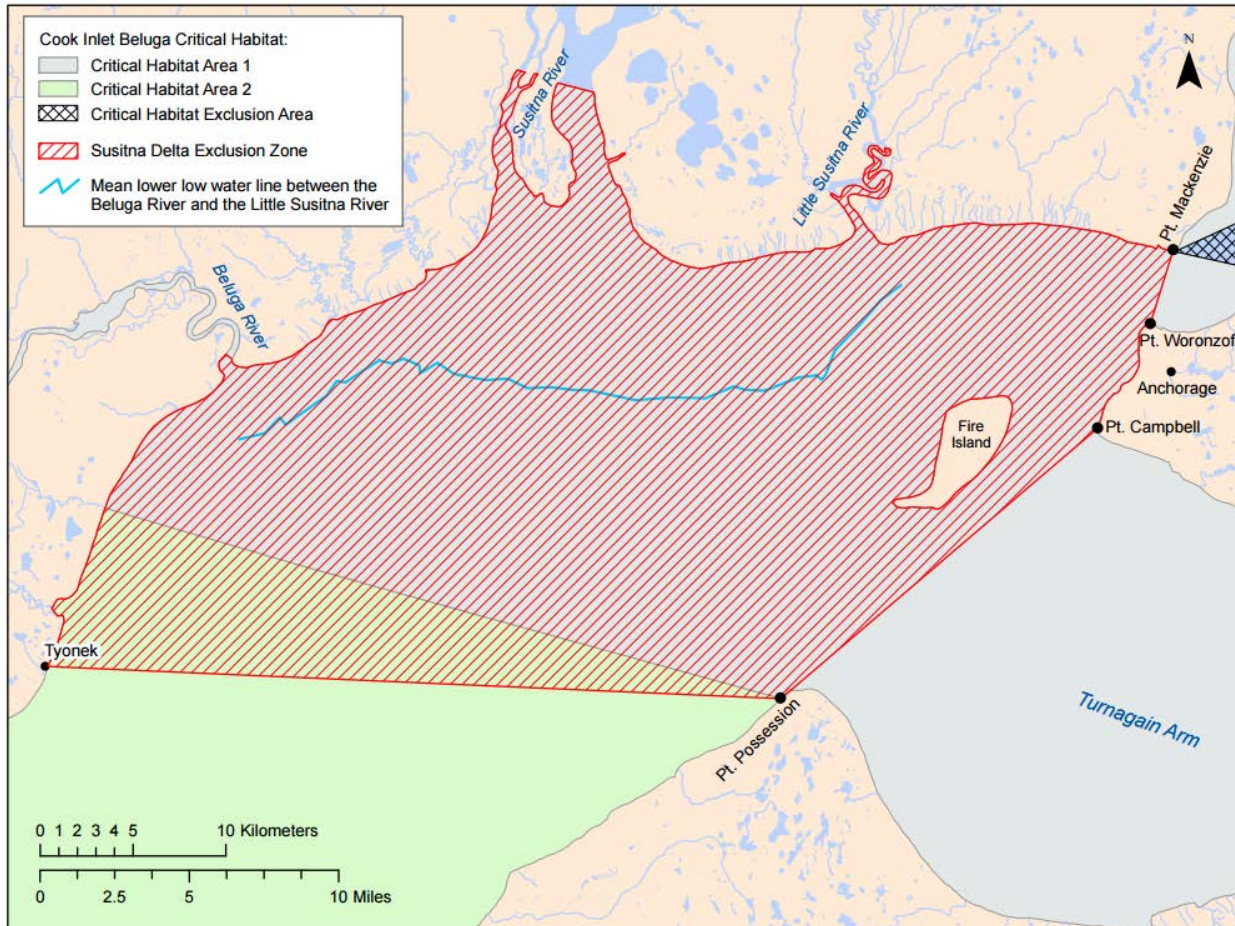 Cook Inlet Beluga Critical Habitat:
Critical Habitat Area 1
Critical Habitat Area 2
Critical Habitat Exclusion Area
Susitna Delta Exclusion Zone
Mean lower low water line between the
Beluga River and the Little Susitna River
N
Susitna River
Little Susitna River
Pt. Mackenzie
Beluga River
Pt. Woronzof
Anchorage
Pt. Campbell
Fire
Island
Tyonek
Pt. Possession
Turnagain Arm
0 1 2 3 4 5 10 Kilometers
0 2.5 5 10 Miles